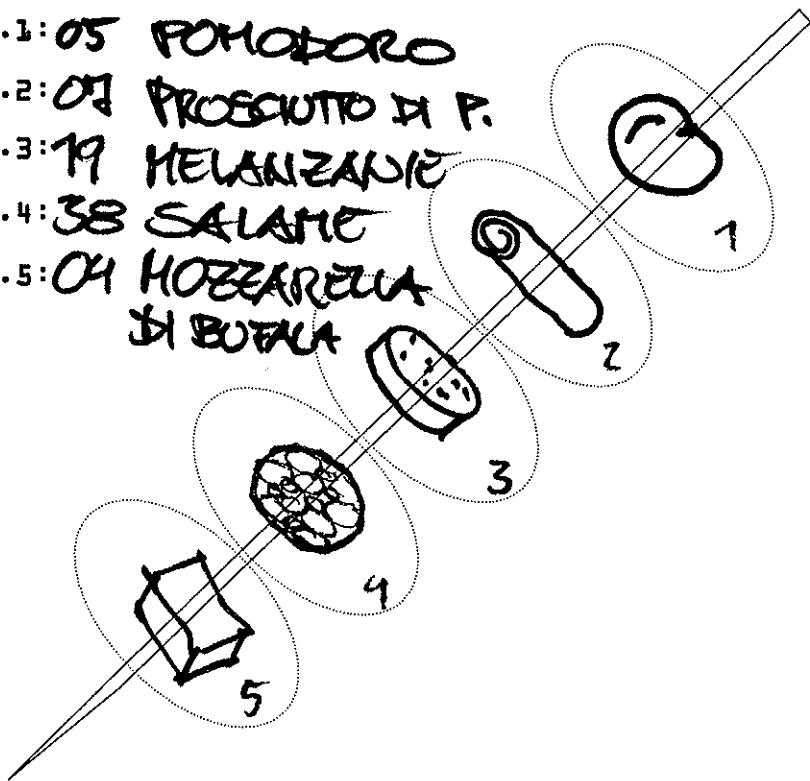 .1: 05 POMODORO
.2: 07 PROSCIUTTO DI P.
.3: 19 MELANZANE
.4: 38 SALAME
.5: 04 MOZZARELLA
DI BUFALA
1
2
3
4
5